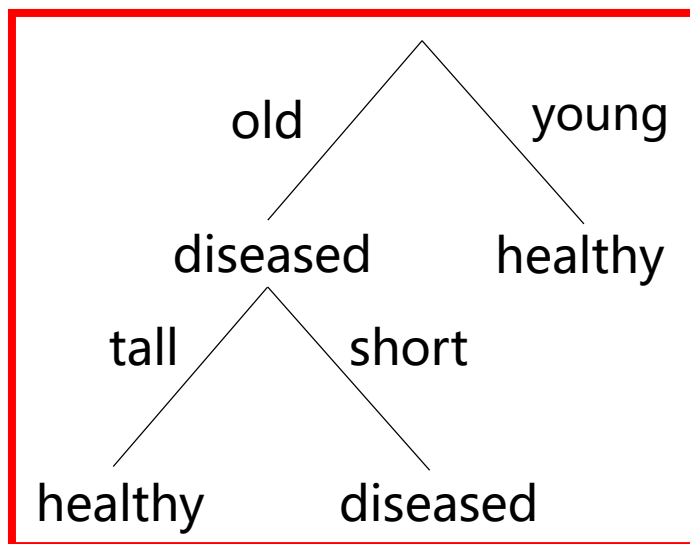 old
young
diseased
healthy
tall
short
healthy
diseased